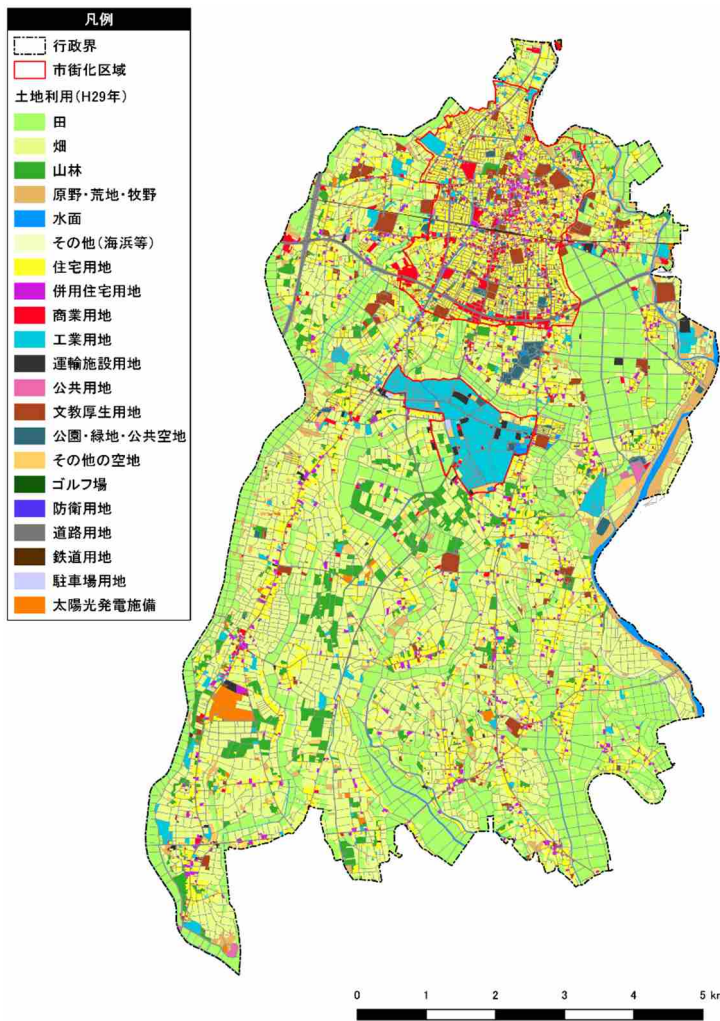 凡例
行政界
市街化区域
土地利用(H29年)
田
畑
山林
原野・荒地・牧野
水面
その他(海浜等)
住宅用地
併用住宅用地
商業用地
工業用地
運輸施設用地
公共用地
文教厚生用地
公園・緑地・公共空地
その他の空地
ゴルフ場
防衛用地
道路用地
鉄道用地
駐車場用地
太陽光発電施備
0 1 2 3 4 5 km